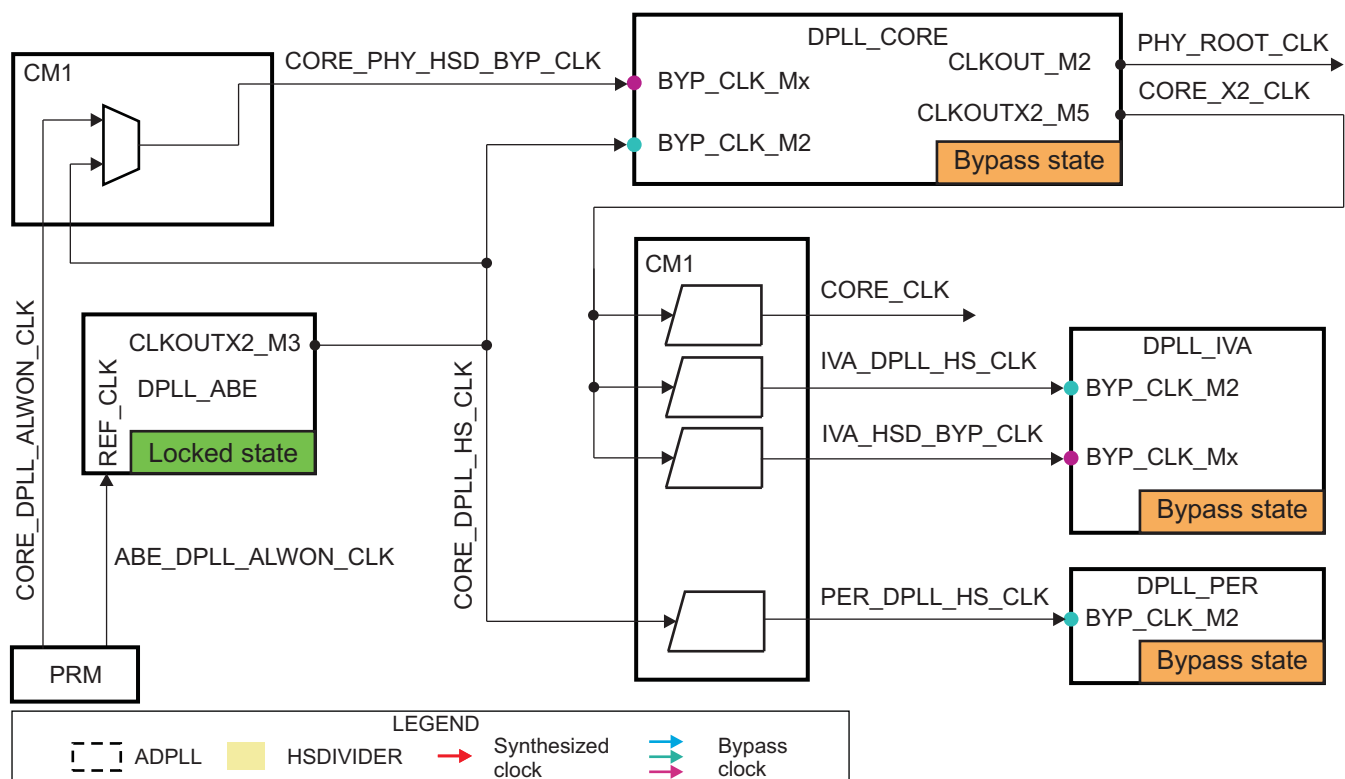 DPLL_CORE
CM1
CORE_PHY_HSD_BYP_CLK
BYP_CLK_Mx
CLKOUT_M2
PHY_ROOT_CLK
CORE_X2_CLK
CLKOUTX2_M5
BYP_CLK_M2
Bypass state
CM1
CORE_CLK
CORE_DPLL_ALWON_CLK
CLKOUTX2_M3
REF_CLK
DPLL_ABE
Locked state
CORE_DPLL_HS_CLK
IVA_DPLL_HS_CLK
DPLL_IVA
BYP_CLK_M2
IVA_HSD_BYP_CLK
BYP_CLK_Mx
Bypass state
ABE_DPLL_ALWON_CLK
PER_DPLL_HS_CLK
DPLL_PER
BYP_CLK_M2
Bypass state
PRM
LEGEND
ADPLL
HSDIVIDER
Synthesized
clock
Bypass
clock